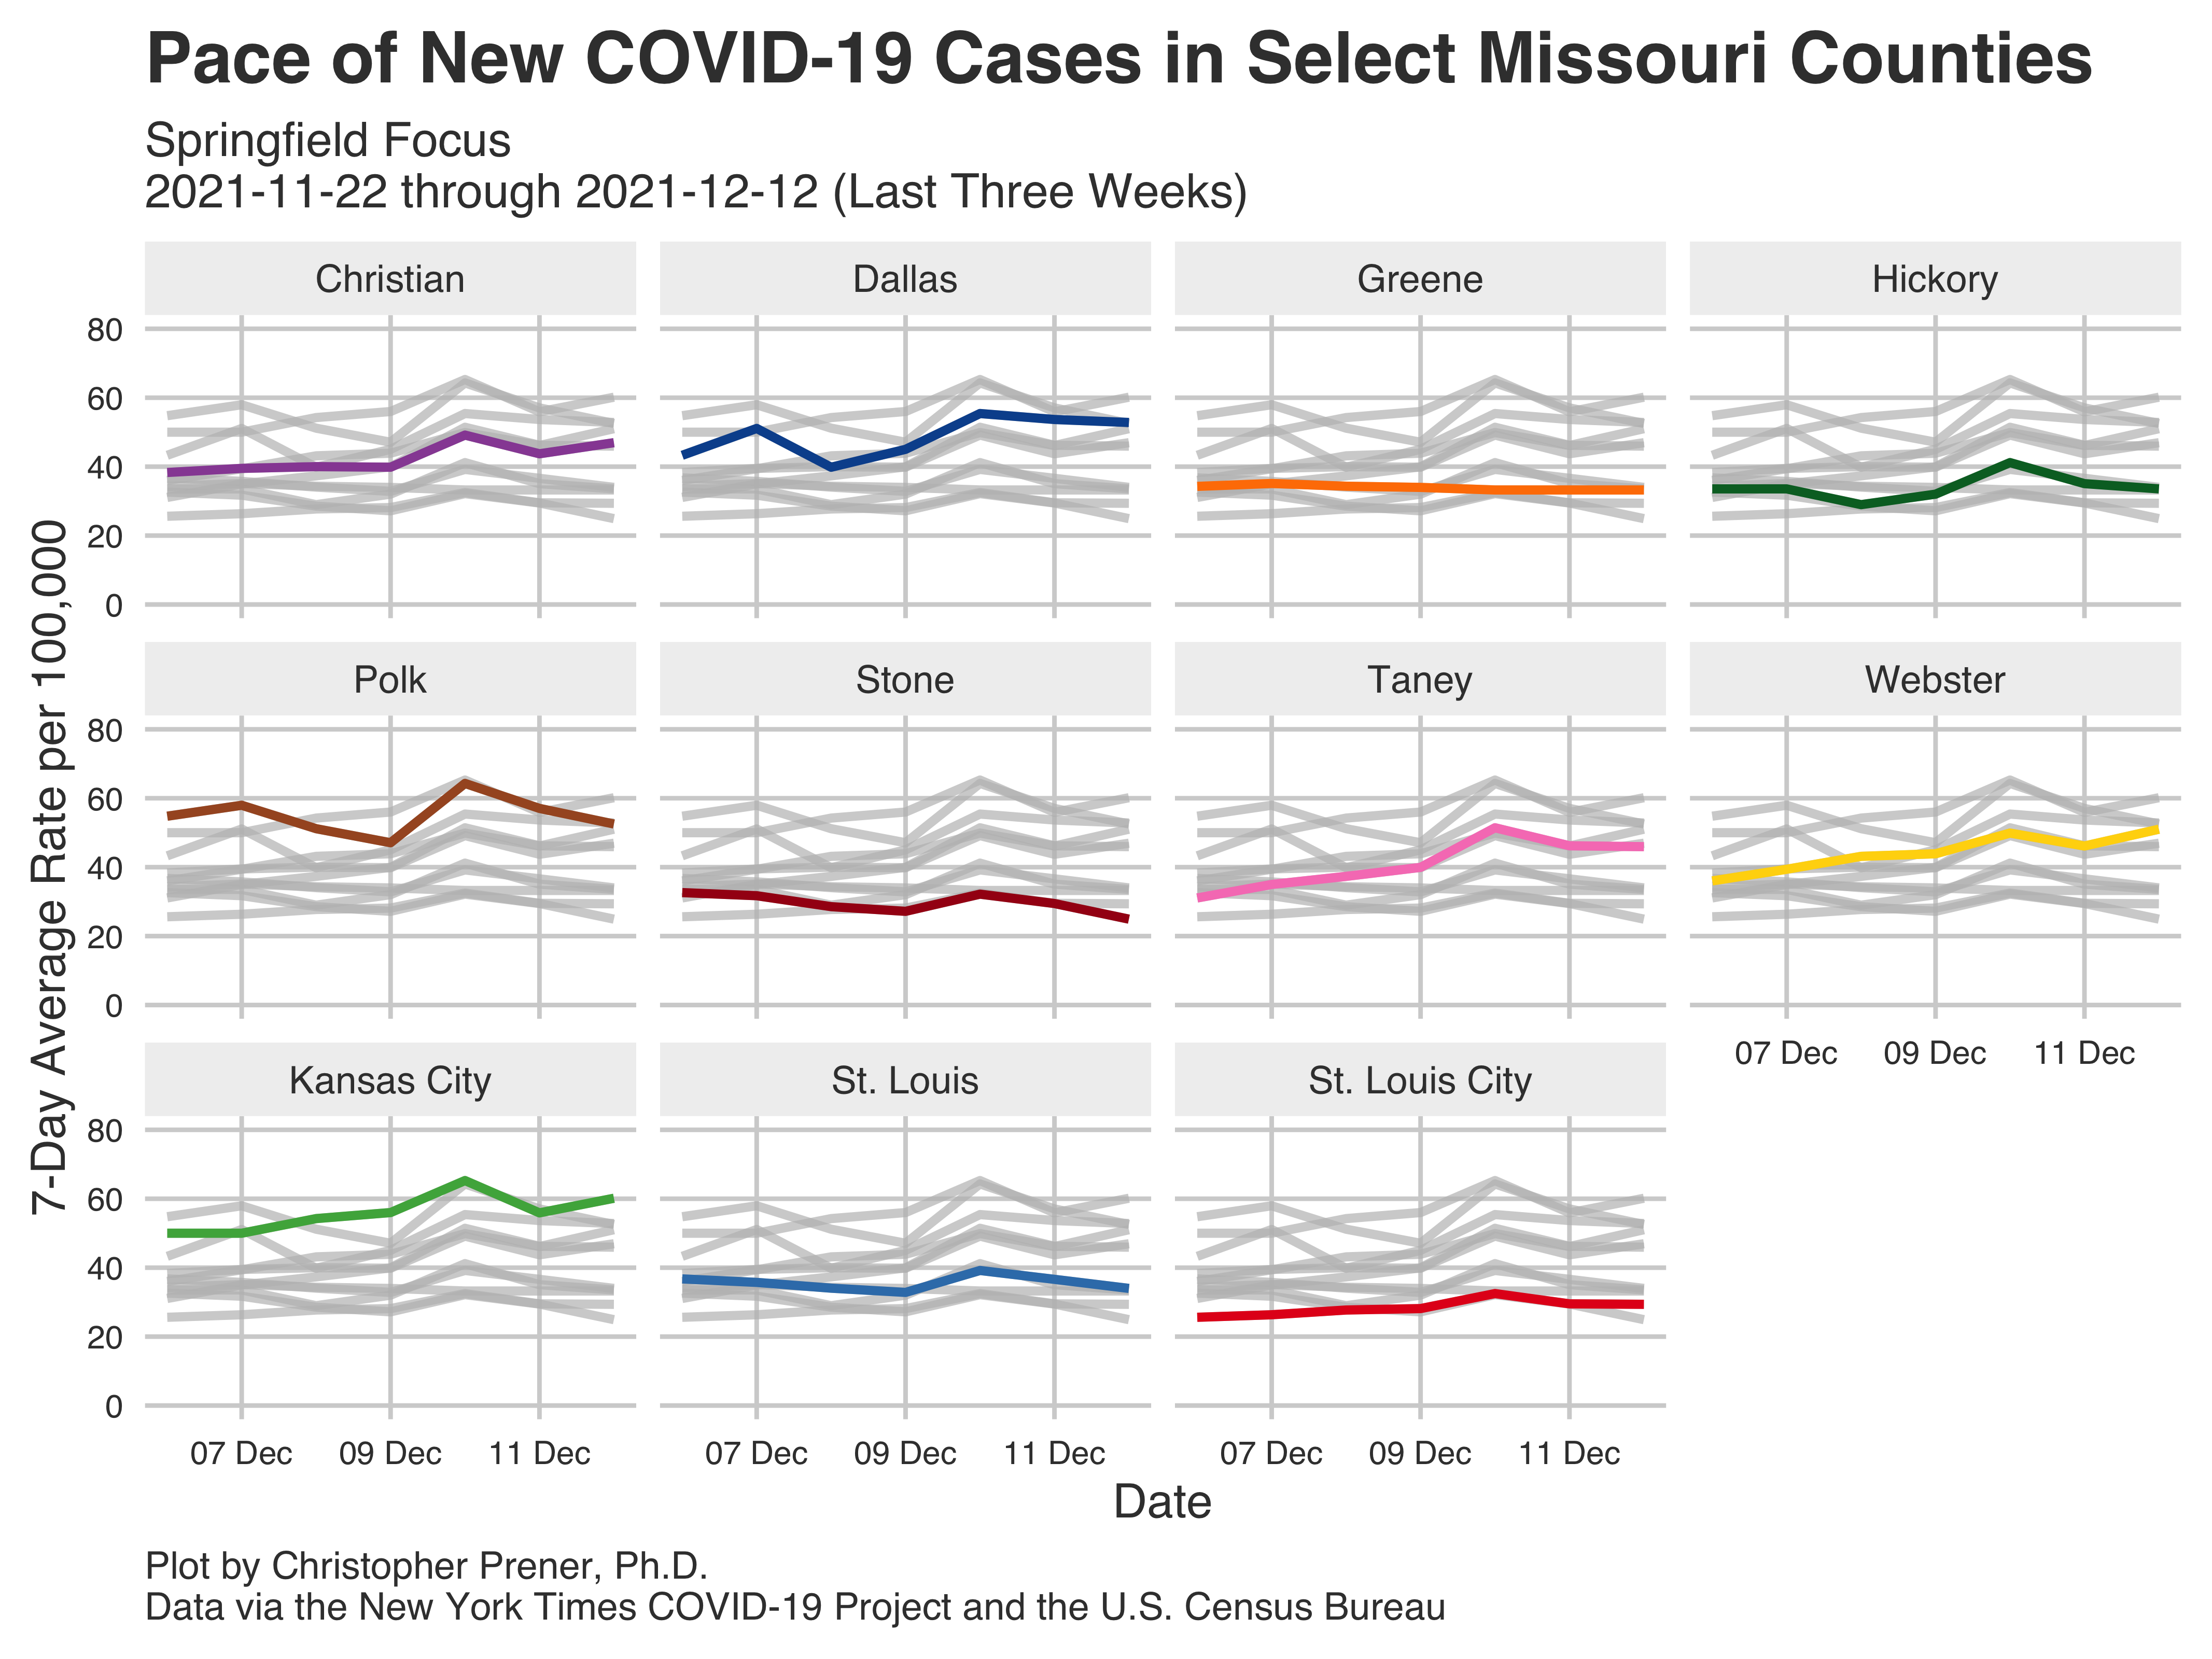 Pace of New COVID-19 Cases in Select Missouri Counties
Springfield Focus
2021-11-22 through 2021-12-12 (Last Three Weeks)
7-Day Average Rate per 100,000
Christian
Dallas
Greene
Hickory
80
60
40
20
0
Polk
Stone
Taney
Webster
80
60
40
20
0
07 Dec 09 Dec 11 Dec
Kansas City
St. Louis
St. Louis City
80
60
40
20
0
07 Dec 09 Dec 11 Dec
07 Dec 09 Dec 11 Dec
07 Dec 09 Dec 11 Dec
Date
Plot by Christopher Prener, Ph.D.
Data via the New York Times COVID-19 Project and the U.S. Census Bureau